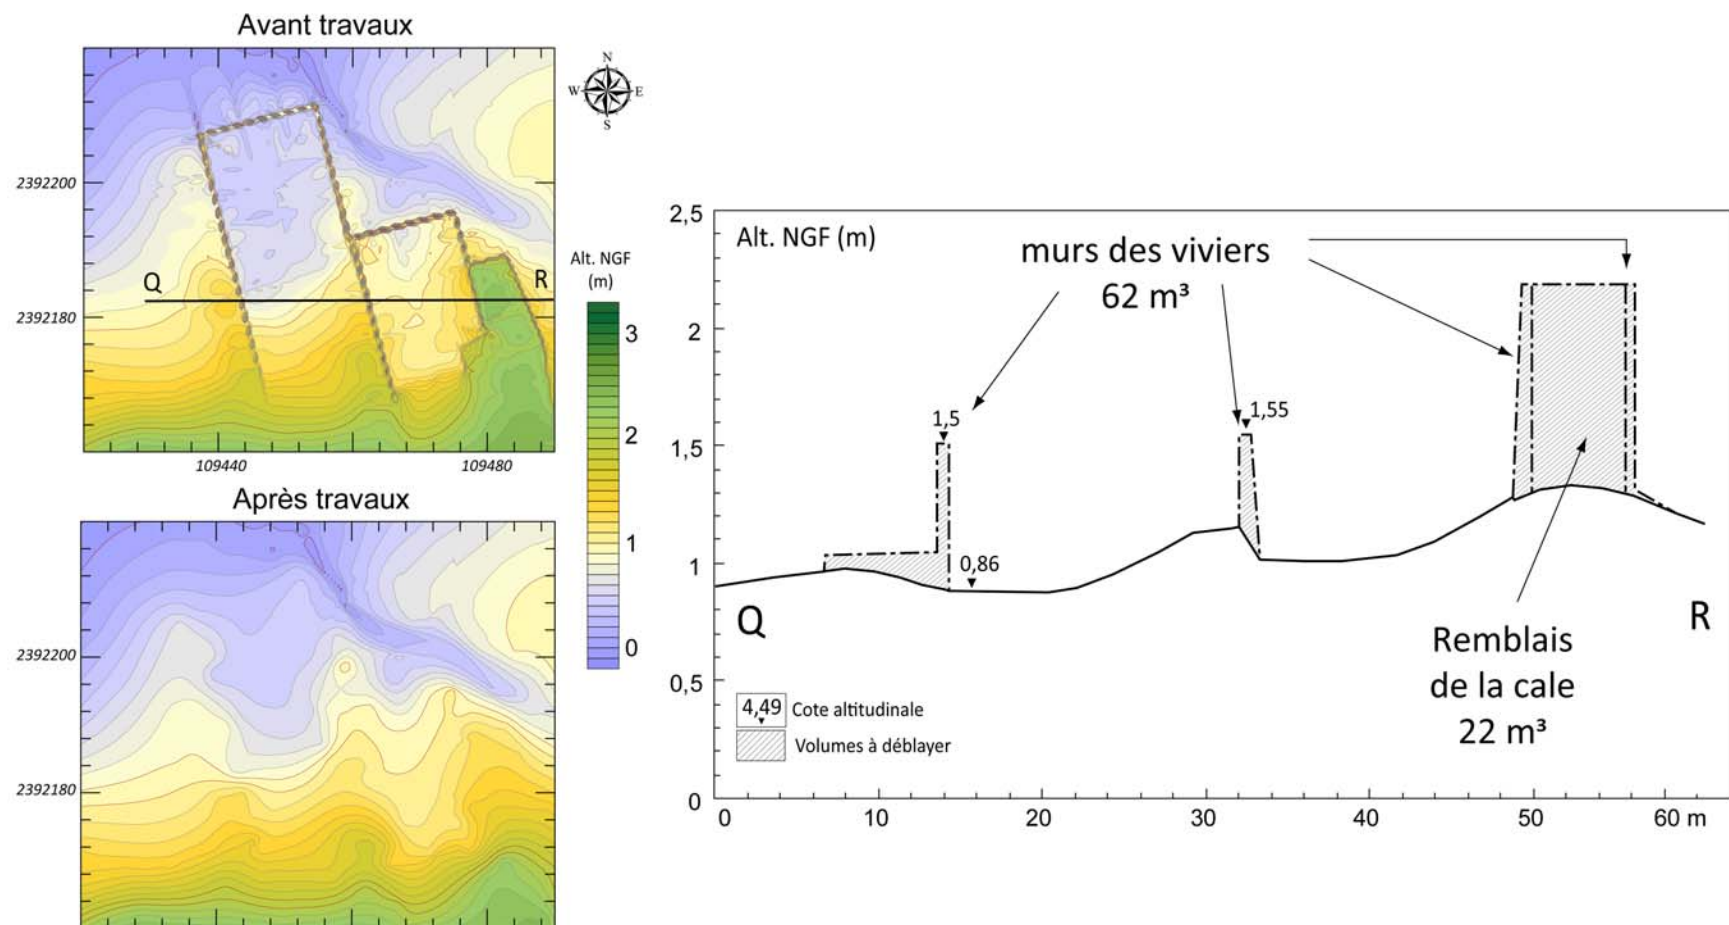 Avant travaux
N
W
E
S
2392200
2392180
Q
R
109440
109480
Alt. NGF
(m)
3
2
1
0
Après travaux
2392200
2392180
2,5
2
1,5
1
0,5
0
Alt. NGF (m)
murs des viviers
62 m³
1,5
1,55
0,86
Q
R
Remblais
de la cale
22 m³
4,49 Cote altitudinale
Volumes à déblayer
0 10 20 30 40 50 60 m